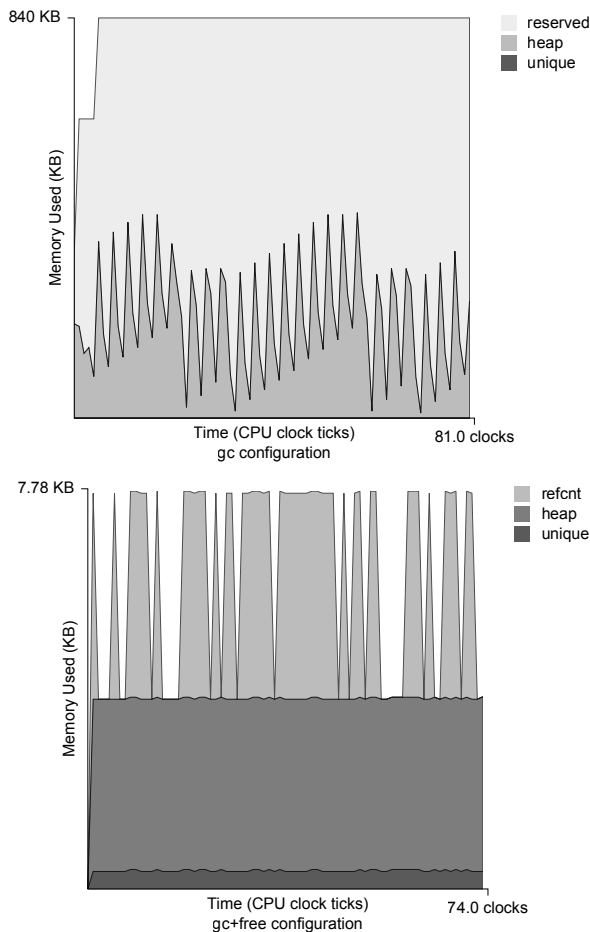 840 KB
reserved
heap
unique
Memory Used (KB)
Time (CPU clock ticks)
81.0 clocks
gc configuration
7.78 KB
refcnt
heap
unique
Memory Used (KB)
Time (CPU clock ticks)
74.0 clocks
gc+free configuration